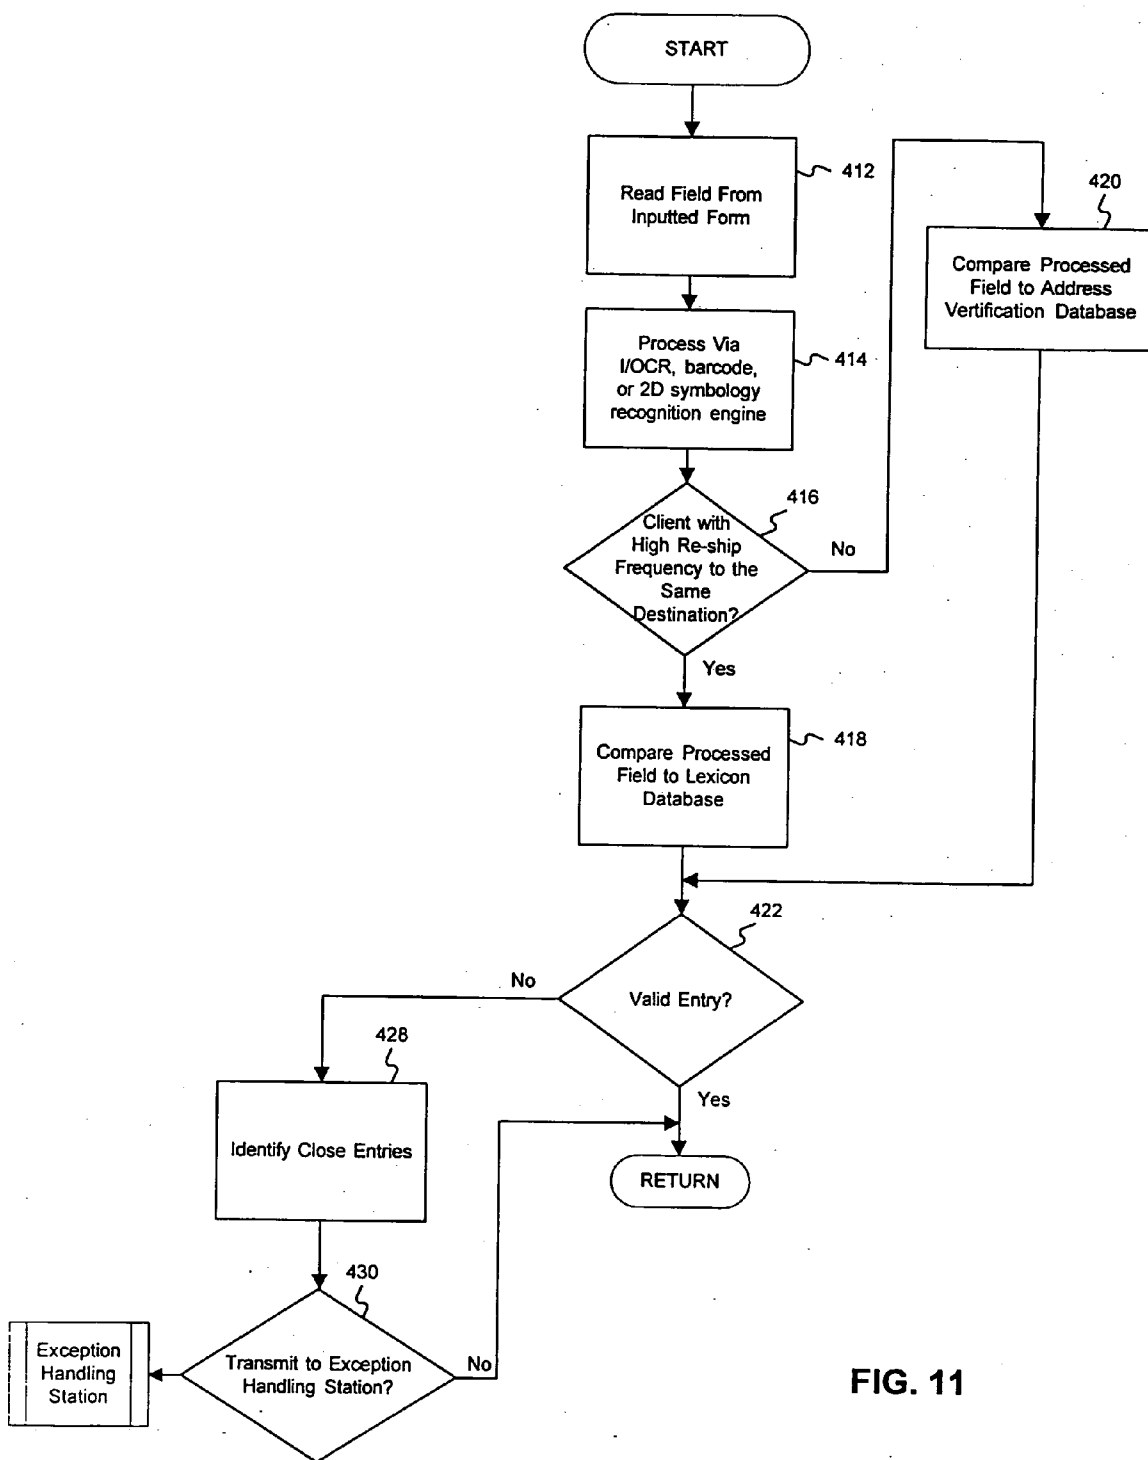 START
412
Read Field From
Inputted Form
420
Compare Processed
Field to Address
Vertification Database
Process Via
I/OCR, barcode,
or 2D symbology
recognition engine
414
416
Client with
High Re-ship
Frequency to the
Same
Destination?
No
Yes
418
Compare Processed
Field to Lexicon
Database
422
Valid Entry?
No
Yes
428
Identify Close Entries
RETURN
430
Transmit to Exception
Handling Station?
No
Exception
Handling
Station
FIG. 11